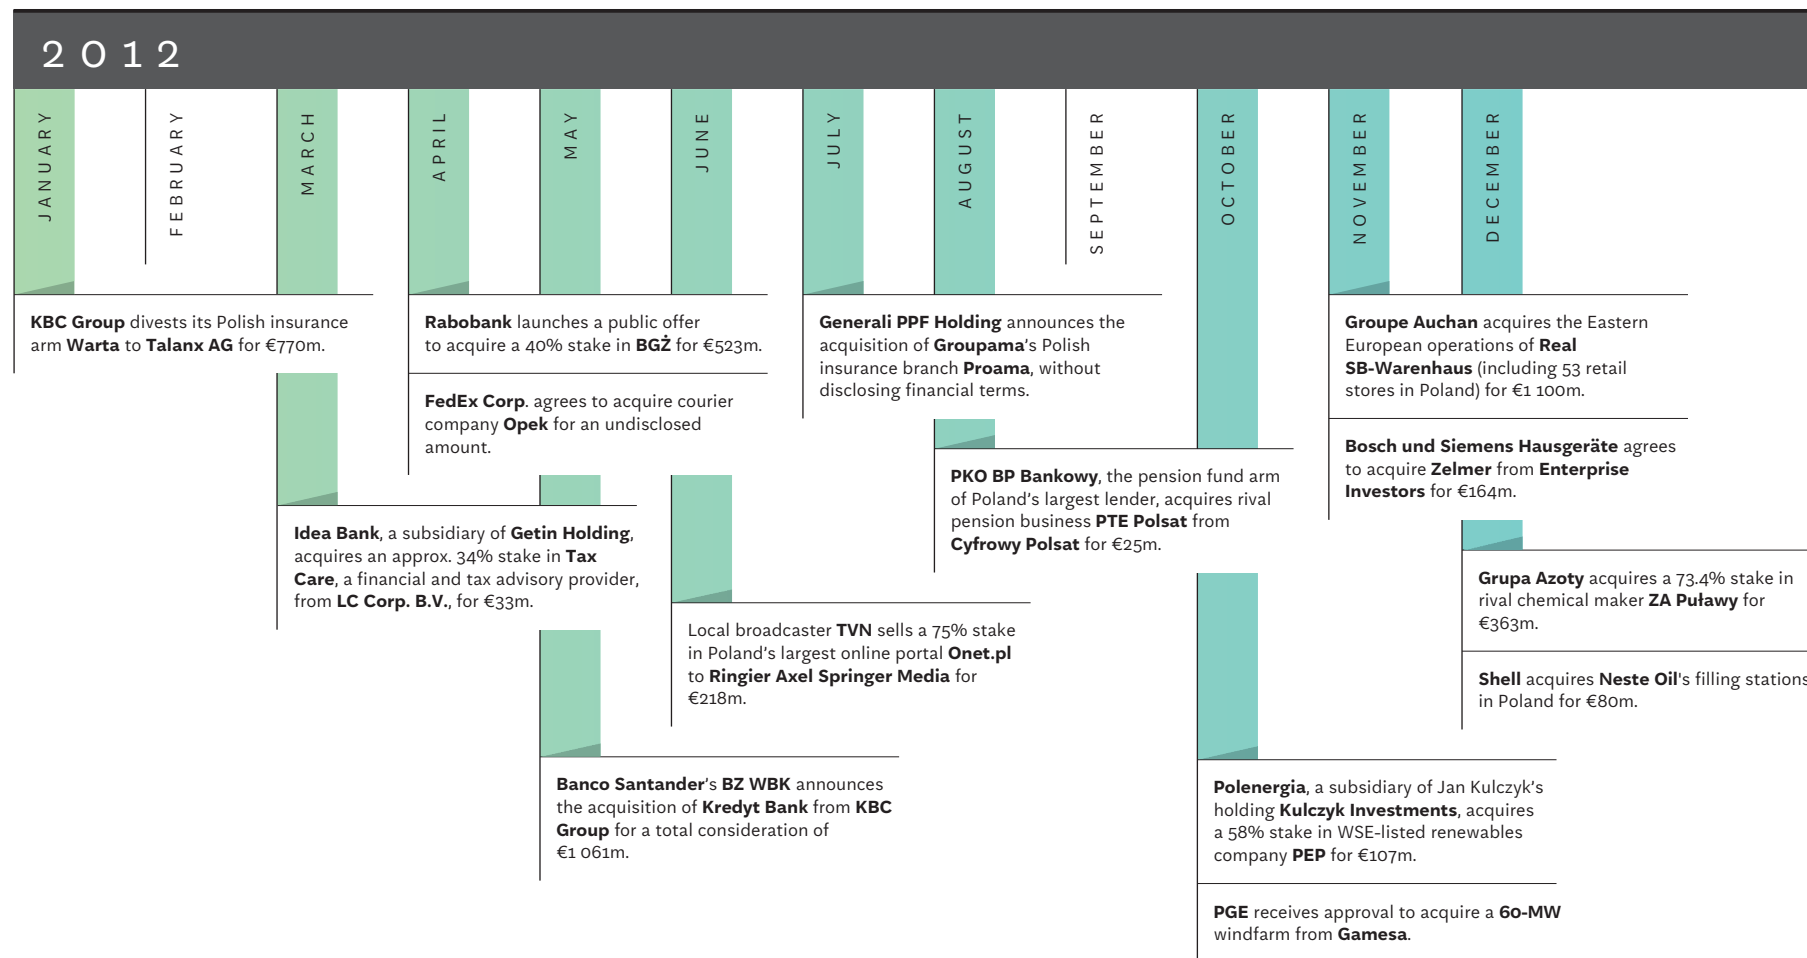 2012
JANUARY
FEBRUARY
MARCH
APRIL
MAY
JUNE
JULY
AUGUST
SEPTEMBER
OCTOBER
NOVEMBER
DECEMBER
KBC Group divests its Polish insurance
arm Warta to Talanx AG for €770m.
Idea Bank, a subsidiary of Getin Holding,
acquires an approx. 34% stake in Tax
Care, a financial and tax advisory provider,
from LC Corp. B.V., for €33m.
Rabobank launches a public offer
to acquire a 40% stake in BGŻ for €523m.
FedEx Corp. agrees to acquire courier
company Opek for an undisclosed
amount.
Banco Santander's BZ WBK announces
the acquisition of Kredyt Bank from KBC
Group for a total consideration of
€1 061m.
Local broadcaster TVN sells a 75% stake
in Poland's largest online portal Onet.pl
to Ringier Axel Springer Media for
€218m.
Generali PPF Holding announces the
acquisition of Groupama's Polish
insurance branch Proama, without
disclosing financial terms.
PKO BP Bankowy, the pension fund arm
of Poland's largest lender, acquires rival
pension business PTE Polsat from
Cyfrowy Polsat for €25m.
Polenergia, a subsidiary of Jan Kulczyk's
holding Kulczyk Investments, acquires
a 58% stake in WSE-listed renewables
company PEP for €107m.
PGE receives approval to acquire a 60-MW
windfarm from Gamesa.
Groupe Auchan acquires the Eastern
European operations of Real
SB-Warenhaus (including 53 retail
stores in Poland) for €1 100m.
Bosch und Siemens Hausgeräte agrees
to acquire Zelmer from Enterprise
Investors for €164m.
Grupa Azoty acquires a 73.4% stake in
rival chemical maker ZA Puławy for
€363m.
Shell acquires Neste Oil's filling stations
in Poland for €80m.